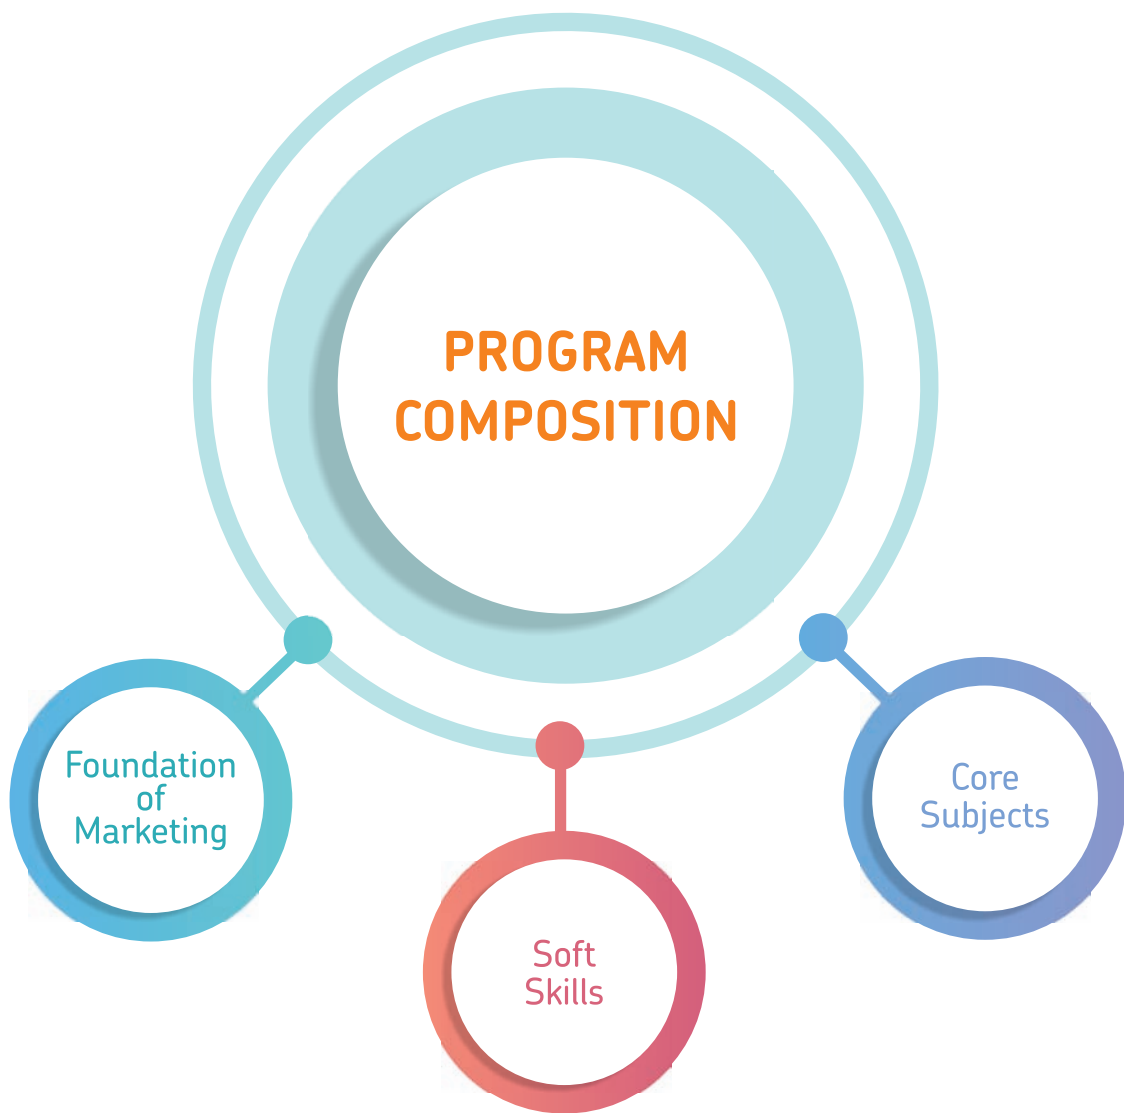 PROGRAM
COMPOSITION
Foundation
of
Marketing
Soft
Skills
Core
Subjects